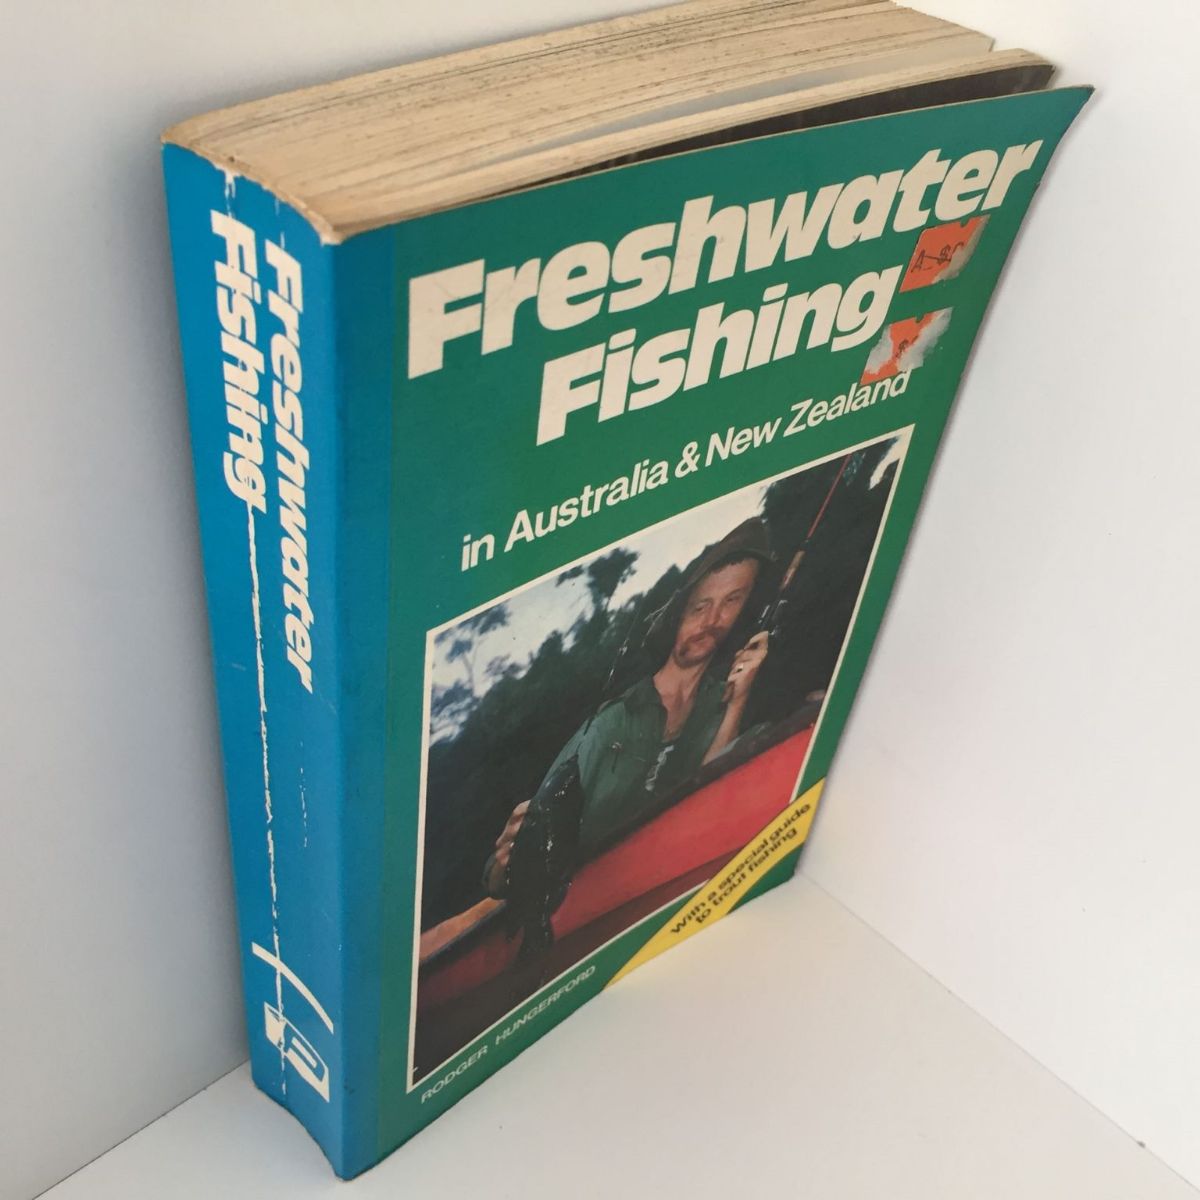 Freshwater
Fishing
Freshwater
Fishing
in Australia & New Zealand
With a special guide
to trout fishing
RODGER HUNGERFORD